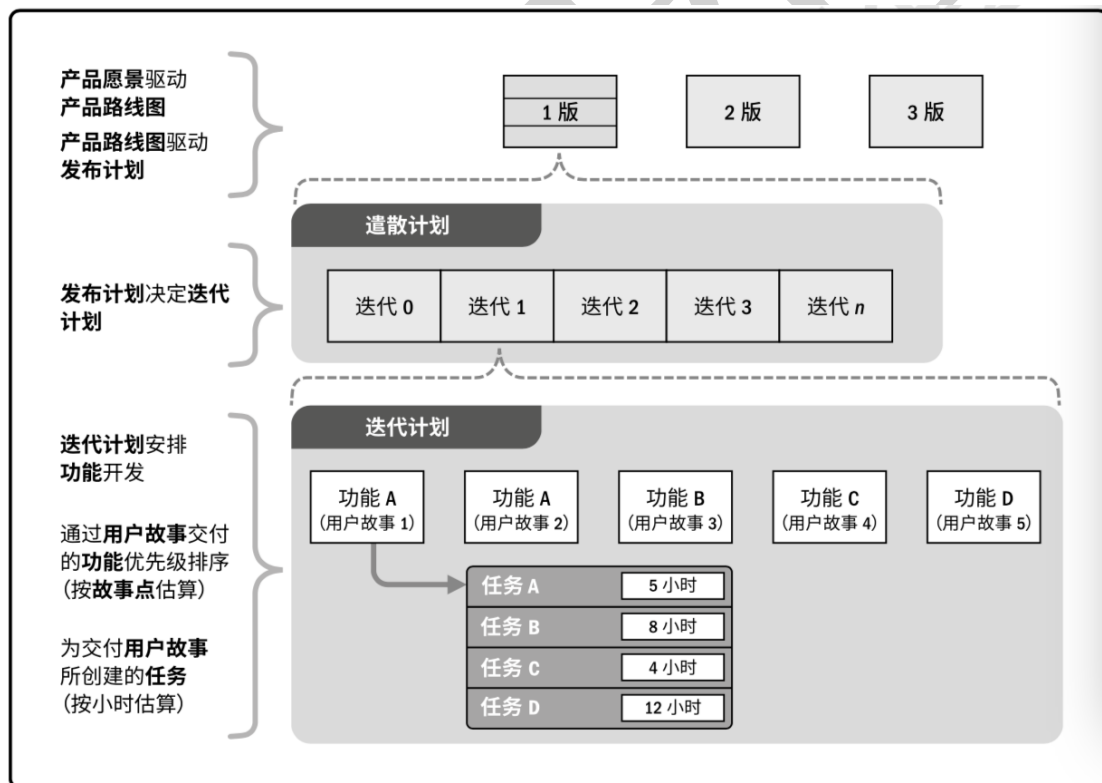 产品愿景驱动
产品路线图
产品路线图驱动
发布计划
1 版
2 版
3 版
遣散计划
发布计划决定迭代
计划
迭代 0
迭代 1
迭代 2
迭代 3
迭代 n
迭代计划
迭代计划安排
功能开发
通过用户故事交付
的功能优先级排序
(按故事点估算)
为交付用户故事
所创建的任务
(按小时估算)
功能 A
(用户故事 1)
功能 A
(用户故事 2)
功能 B
(用户故事 3)
功能 C
(用户故事 4)
功能 D
(用户故事 5)
任务 A
5 小时
任务 B
8 小时
任务 C
4 小时
任务 D
12 小时